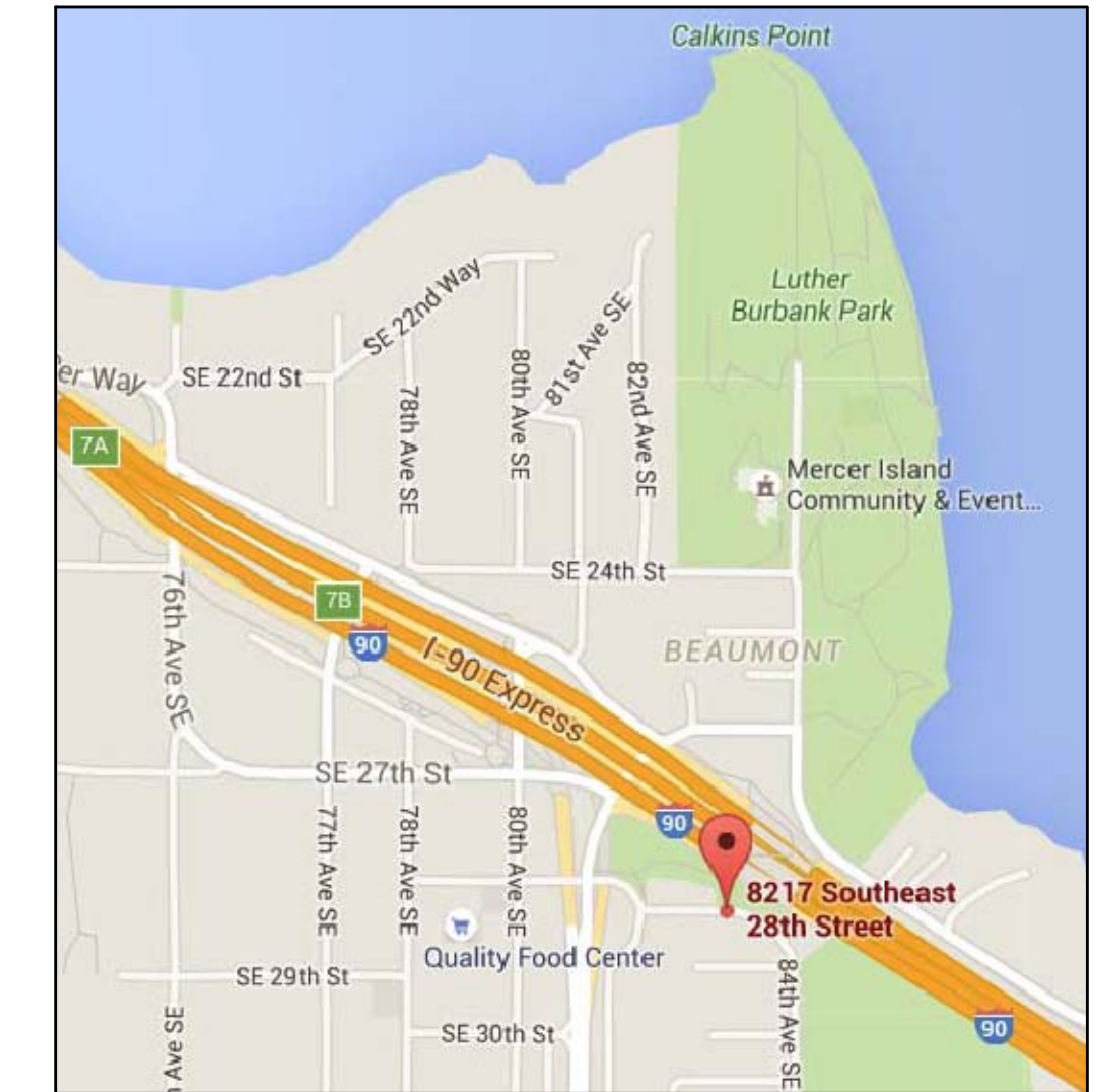 Calkins Point
Luther
Burbank Park
SE 22nd Way
81st Ave SE
er Way
SE 22nd St
80th Ave SE
82nd Ave SE
78th Ave SE
7A
Mercer Island
Community & Event...
SE 24th St
76th Ave SE
7B
90
I-90 Express
BEAUMONT
SE 27th St
77th Ave SE
78th Ave SE
80th Ave SE
90
8217 Southeast
28th Street
Quality Food Center
SE 29th St
84th Ave SE
Ave SE
SE 30th St
90